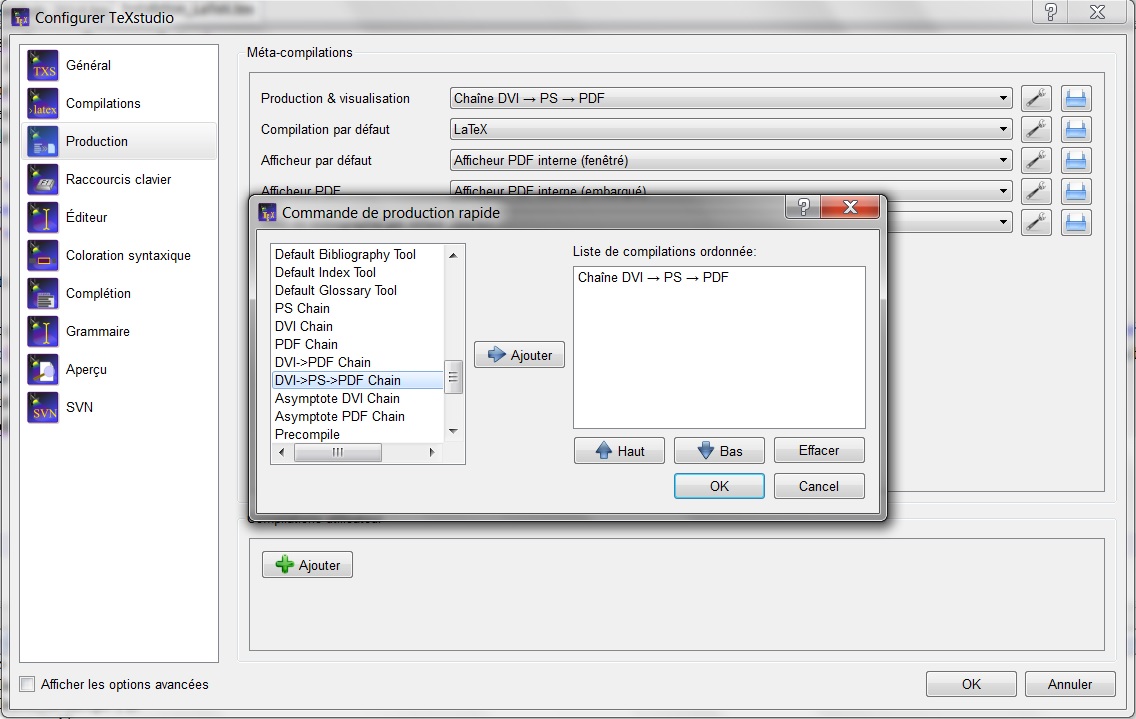 Configurer TeXstudio
Général
Compilations
Production
Raccourcis clavier
Éditeur
Coloration syntaxique
Complétion
Grammaire
Aperçu
SVN
Méta-compilations
Production & visualisation
Chaîne DVI → PS → PDF
Compilation par défaut
LaTeX
Afficheur par défaut
Afficheur PDF interne (fenêtré)
Afficheur PDF
Afficheur PDF interne (embarqué)
Commande de production rapide
Default Bibliography Tool
Default Index Tool
Default Glossary Tool
PS Chain
DVI Chain
PDF Chain
DVI->PDF Chain
DVI->PS->PDF Chain
Asymptote DVI Chain
Asymptote PDF Chain
Precompile
Ajouter
Liste de compilations ordonnée:
Chaîne DVI → PS → PDF
Haut
Bas
Effacer
OK
Cancel
Compilations utilisateur
Ajouter
Afficher les options avancées
OK
Annuler